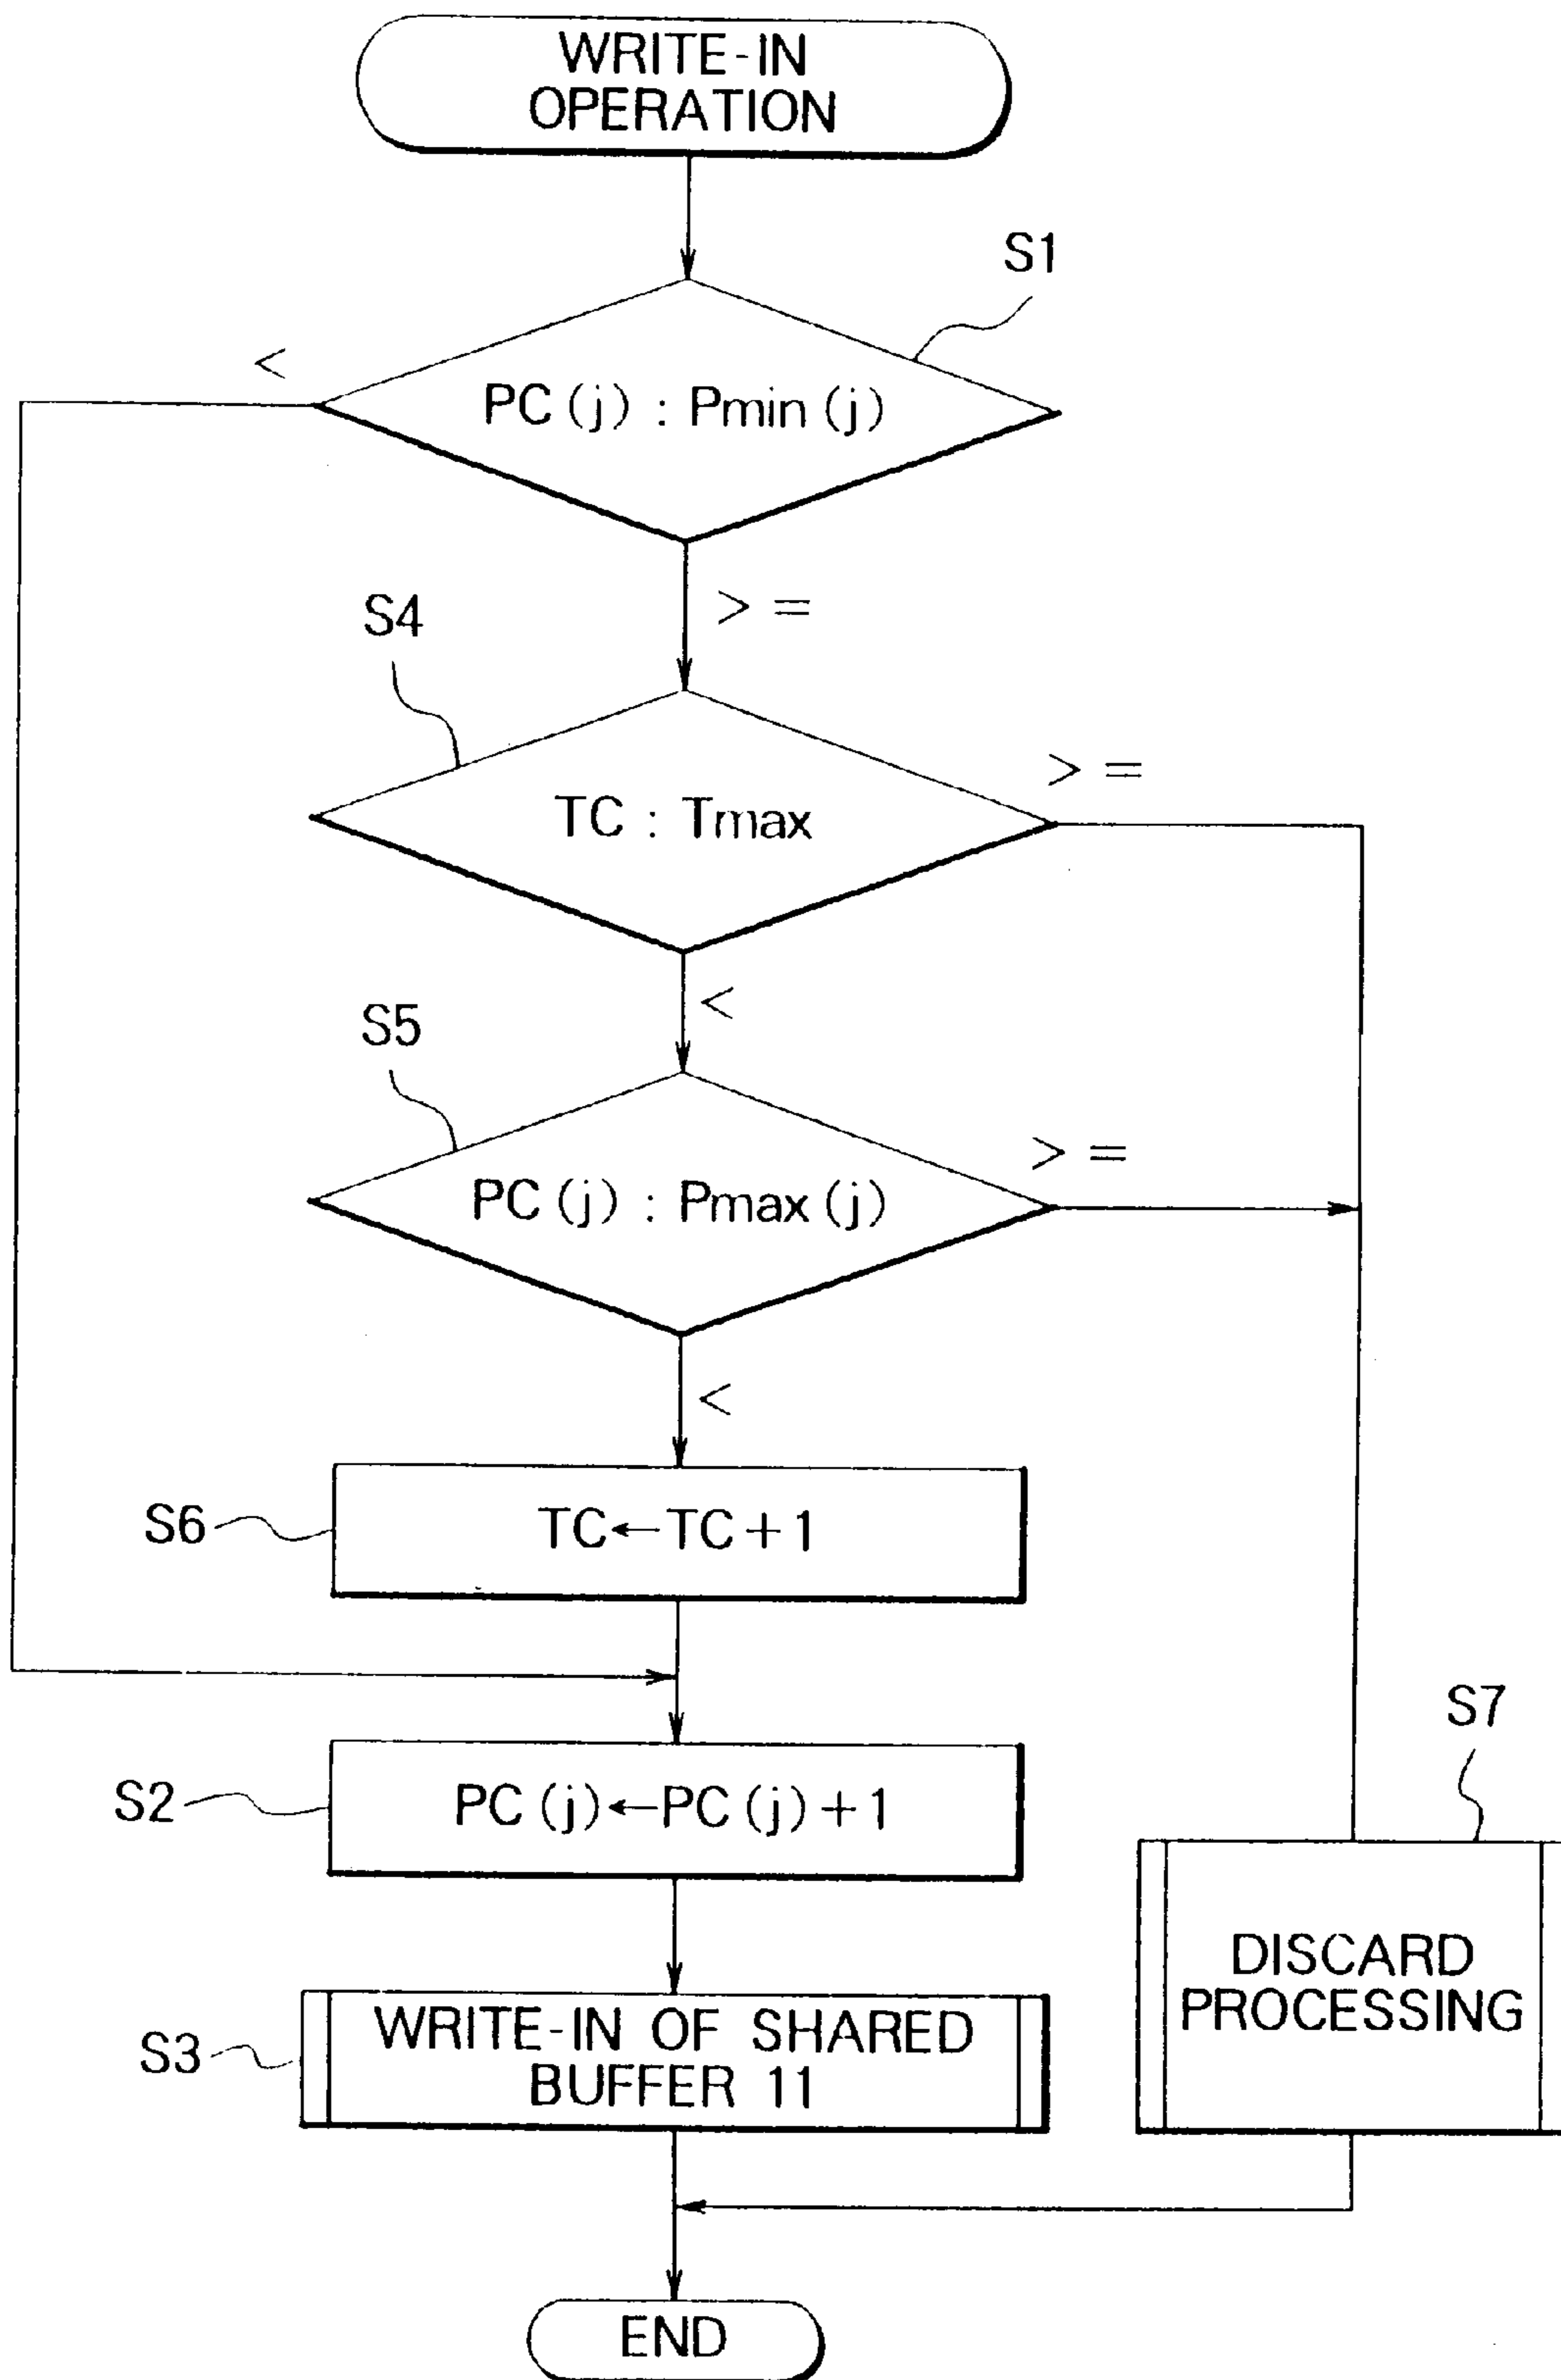 WRITE-IN
OPERATION
S1
<
PC(j) : Pmin(j)
>=
S4
>=
TC : Tmax
<
S5
>=
PC(j) : Pmax(j)
<
S6
TC←TC+1
S7
S2
PC(j)←PC(j)+1
DISCARD
PROCESSING
S3
WRITE-IN OF SHARED
BUFFER 11
END